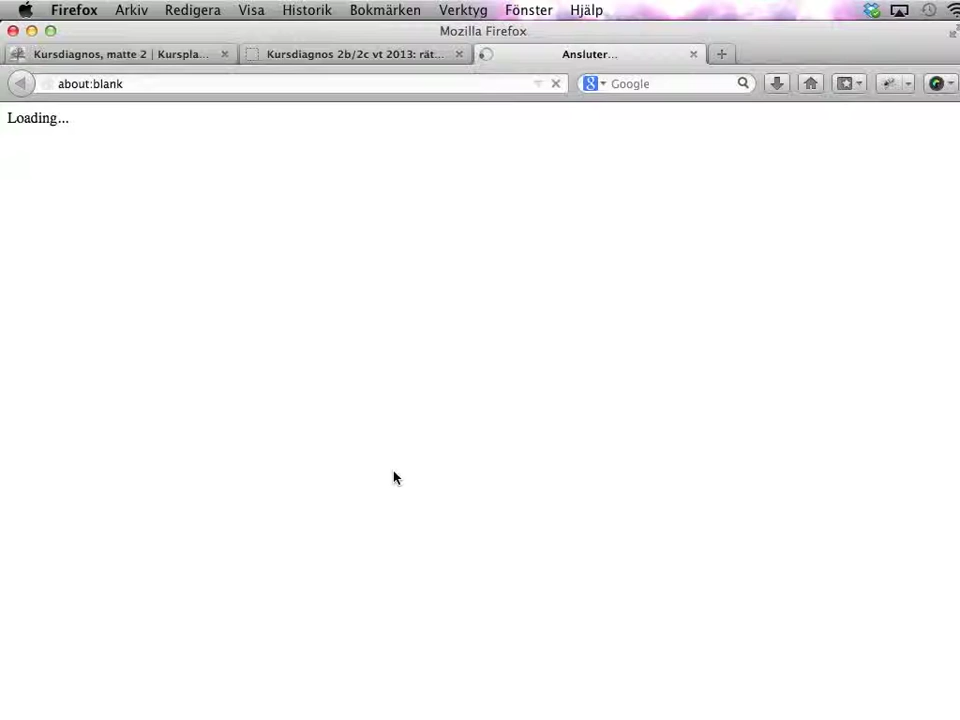 Firefox Arkiv Redigera Visa Historik Bokmärken Verktyg Fönster Hjälp
Mozilla Firefox
Kursdiagnos, matte 2 | Kurspla... Kursdiagnos 2b/2c vt 2013: rät... Ansluter...
about:blank Google
Loading...